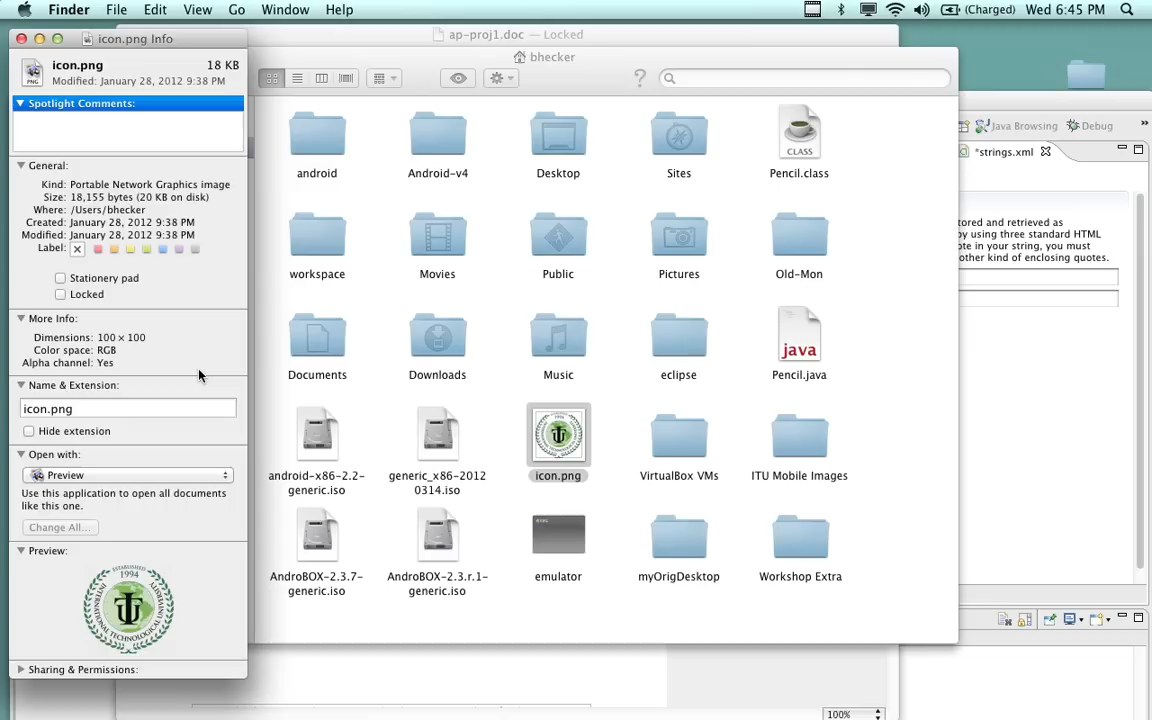 Finder File Edit View Go Window Help (Charged) Wed 6:45 PM
icon.png Info
icon.png 18 KB
Modified: January 28, 2012 9:38 PM
Spotlight Comments:
General:
Kind: Portable Network Graphics image
Size: 18,155 bytes (20 KB on disk)
Where: /Users/bhecker
Created: January 28, 2012 9:38 PM
Modified: January 28, 2012 9:38 PM
Label:
Stationery pad
Locked
More Info:
Dimensions: 100 × 100
Color space: RGB
Alpha channel: Yes
Name & Extension:
icon.png
Hide extension
Open with:
Preview
Use this application to open all documents
like this one.
Change All...
Preview:
1994
INTERNATIONAL TECHNOLOGICAL UNIVERSITY
Sharing & Permissions:
ap-proj1.doc — Locked
bhecker
android
Android-v4
Desktop
Sites
CLASS
Pencil.class
workspace
Movies
Public
Pictures
Old-Mon
Documents
Downloads
Music
eclipse
java
Pencil.java
android-x86-2.2-
generic.iso
generic_x86-2012
0314.iso
icon.png
VirtualBox VMs
ITU Mobile Images
AndroBOX-2.3.7-
generic.iso
AndroBOX-2.3.r.1-
generic.iso
EXEC
emulator
myOrigDesktop
Workshop Extra
Java Browsing Debug
*strings.xml
tored and retrieved as
by using three standard HTML
ote in your string, you must
other kind of enclosing quotes.
100%